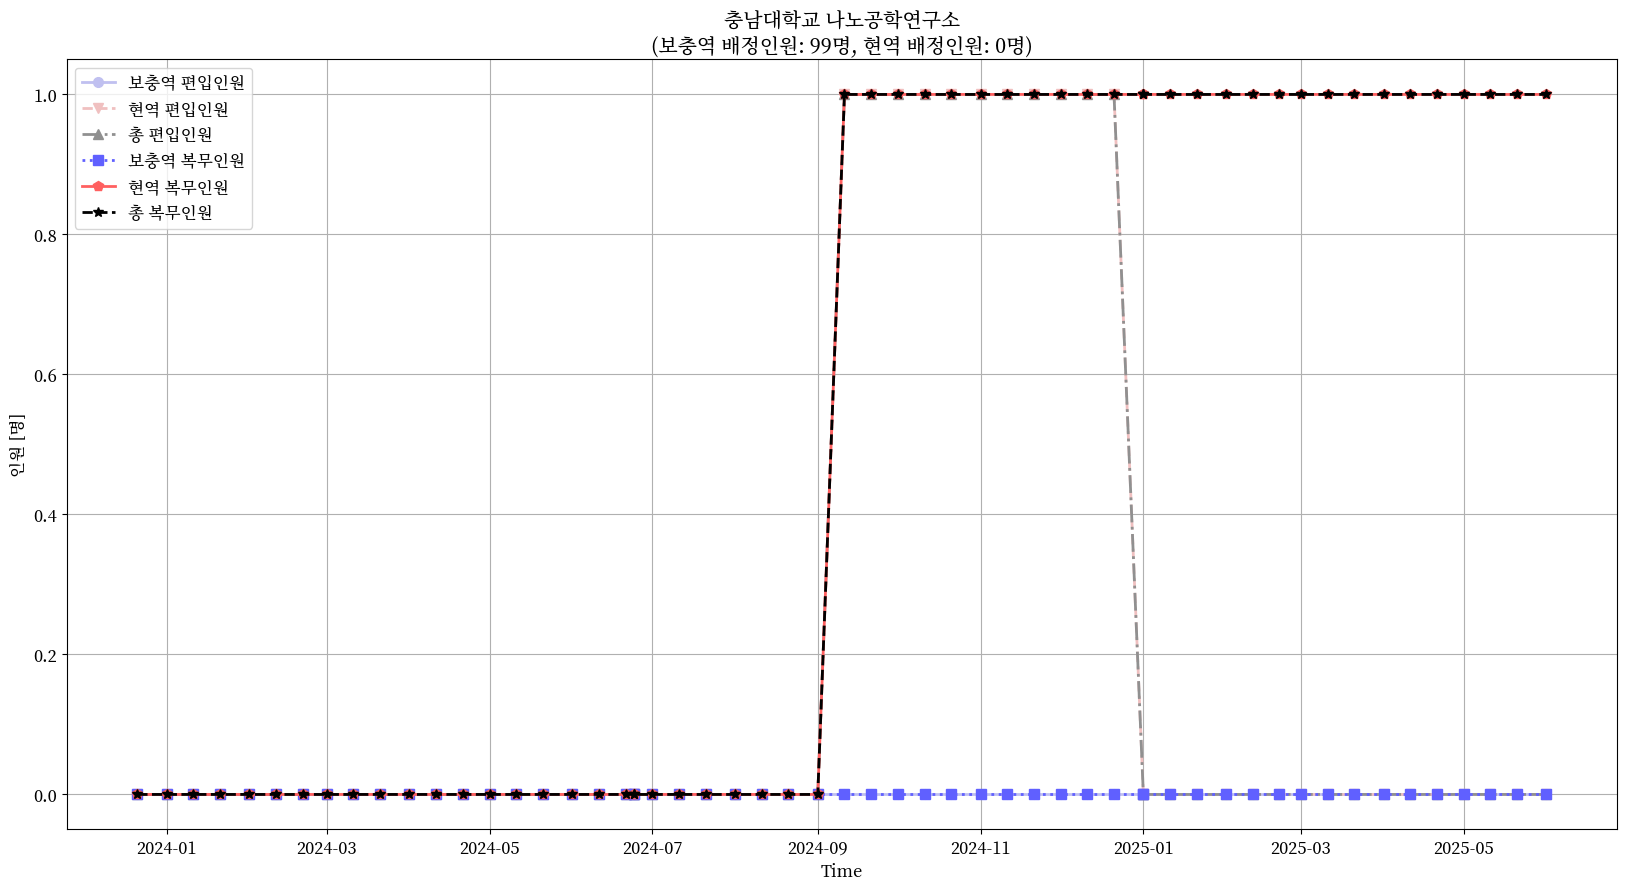 충남대학교 나노공학연구소
(보충역 배정인원: 99명, 현역 배정인원: 0명)
보충역 편입인원
현역 편입인원
총 편입인원
보충역 복무인원
현역 복무인원
총 복무인원
1.0
0.8
0.6
0.4
0.2
0.0
인원 [명]
2024-01
2024-03
2024-05
2024-07
2024-09
2024-11
2025-01
2025-03
2025-05
Time